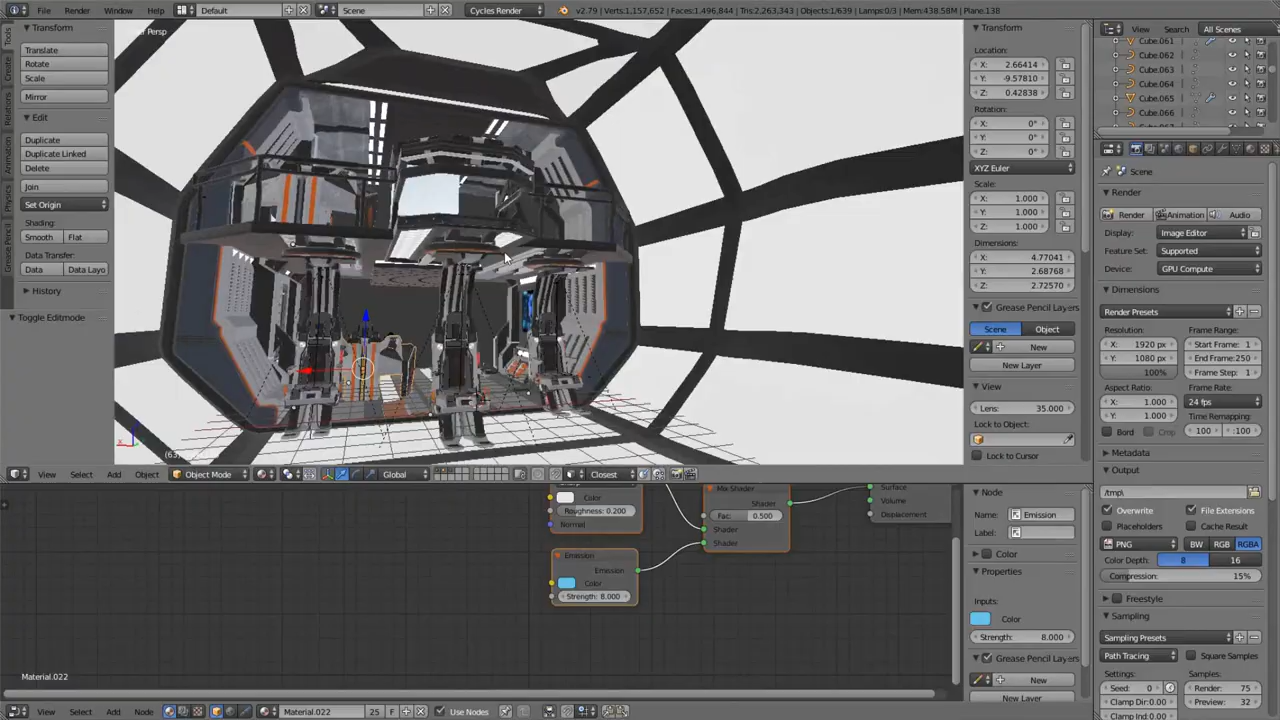 File Render Window Help Default Scene Cycles Render v2.79 | Verts:1,157,652 | Faces:1,496,844 | Tris:2,263,343 | Objects:1/639 | Lamps:0/3 | Mem:438.58M | Plane.138
Tools
Create
Relations
Animation
Physics
Grease Pencil
Transform
Translate
Rotate
Scale
Mirror
Edit
Duplicate
Duplicate Linked
Delete
Join
Set Origin
Shading:
Smooth Flat
Data Transfer:
Data Data Layo
History
Toggle Editmode
Persp
(63
View Select Add Object Object Mode Global Closest
Transform
Location:
X: 2.66414
Y: -9.57810
Z: 0.42838
Rotation:
X: 0°
Y: 0°
Z: 0°
XYZ Euler
Scale:
X: 1.000
Y: 1.000
Z: 1.000
Dimensions:
X: 4.77041
Y: 2.68768
Z: 2.72570
Grease Pencil Layers
Scene Object
New
New Layer
View
Lens: 35.000
Lock to Object:
Lock to Cursor
View Search All Scenes
Cube.061
Cube.062
Cube.063
Cube.064
Cube.065
Cube.066
Scene
Render
Render Animation Audio
Display: Image Editor
Feature Set: Supported
Device: GPU Compute
Dimensions
Render Presets
Resolution: Frame Range:
X: 1920 px Start Frame: 1
Y: 1080 px End Frame:250
100% Frame Step: 1
Aspect Ratio: Frame Rate:
X: 1.000 24 fps
Y: 1.000 Time Remapping:
Bord Crop 100 100
Metadata
Output
/tmp\
Overwrite File Extensions
Placeholders Cache Result
PNG BW RGB RGBA
Color Depth: 8 16
Compression: 15%
Freestyle
Sampling
Sampling Presets
Path Tracing Square Samples
Settings: Samples:
Seed: 0 Render: 75
Clamp Dir:0.00 Preview: 32
Clamp Ind:0.00
Color
Roughness: 0.200
Normal
Emission
Emission
Color
Strength: 8.000
Mix Shader
Shader
Fac: 0.500
Shader
Shader
Surface
Volume
Displacement
Material.022
Node
Name: Emission
Label:
Color
Properties
Inputs:
Color
Strength: 8.000
Grease Pencil Layers
New
New Layer
View Select Add Node Material.022 25 F Use Nodes